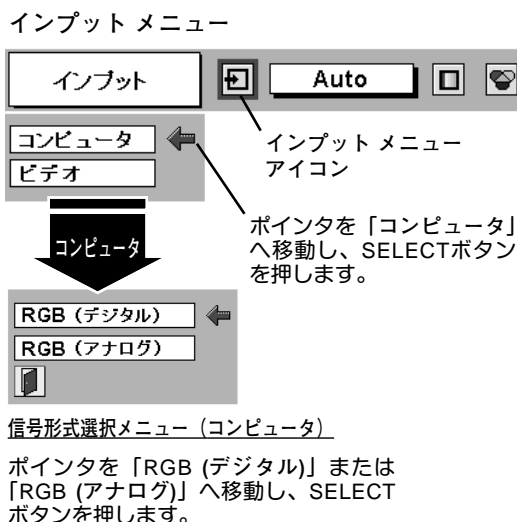 インプット メニュー
インプット
Auto
コンピュータ
ビデオ
インプット メニュー
アイコン
ポインタを「コンピュータ」
へ移動し、SELECTボタン
を押します。
コンピュータ
RGB（デジタル）
RGB（アナログ）
信号形式選択メニュー（コンピュータ）
ポインタを「RGB (デジタル)」または
「RGB (アナログ)」へ移動し、SELECT
ボタンを押します。